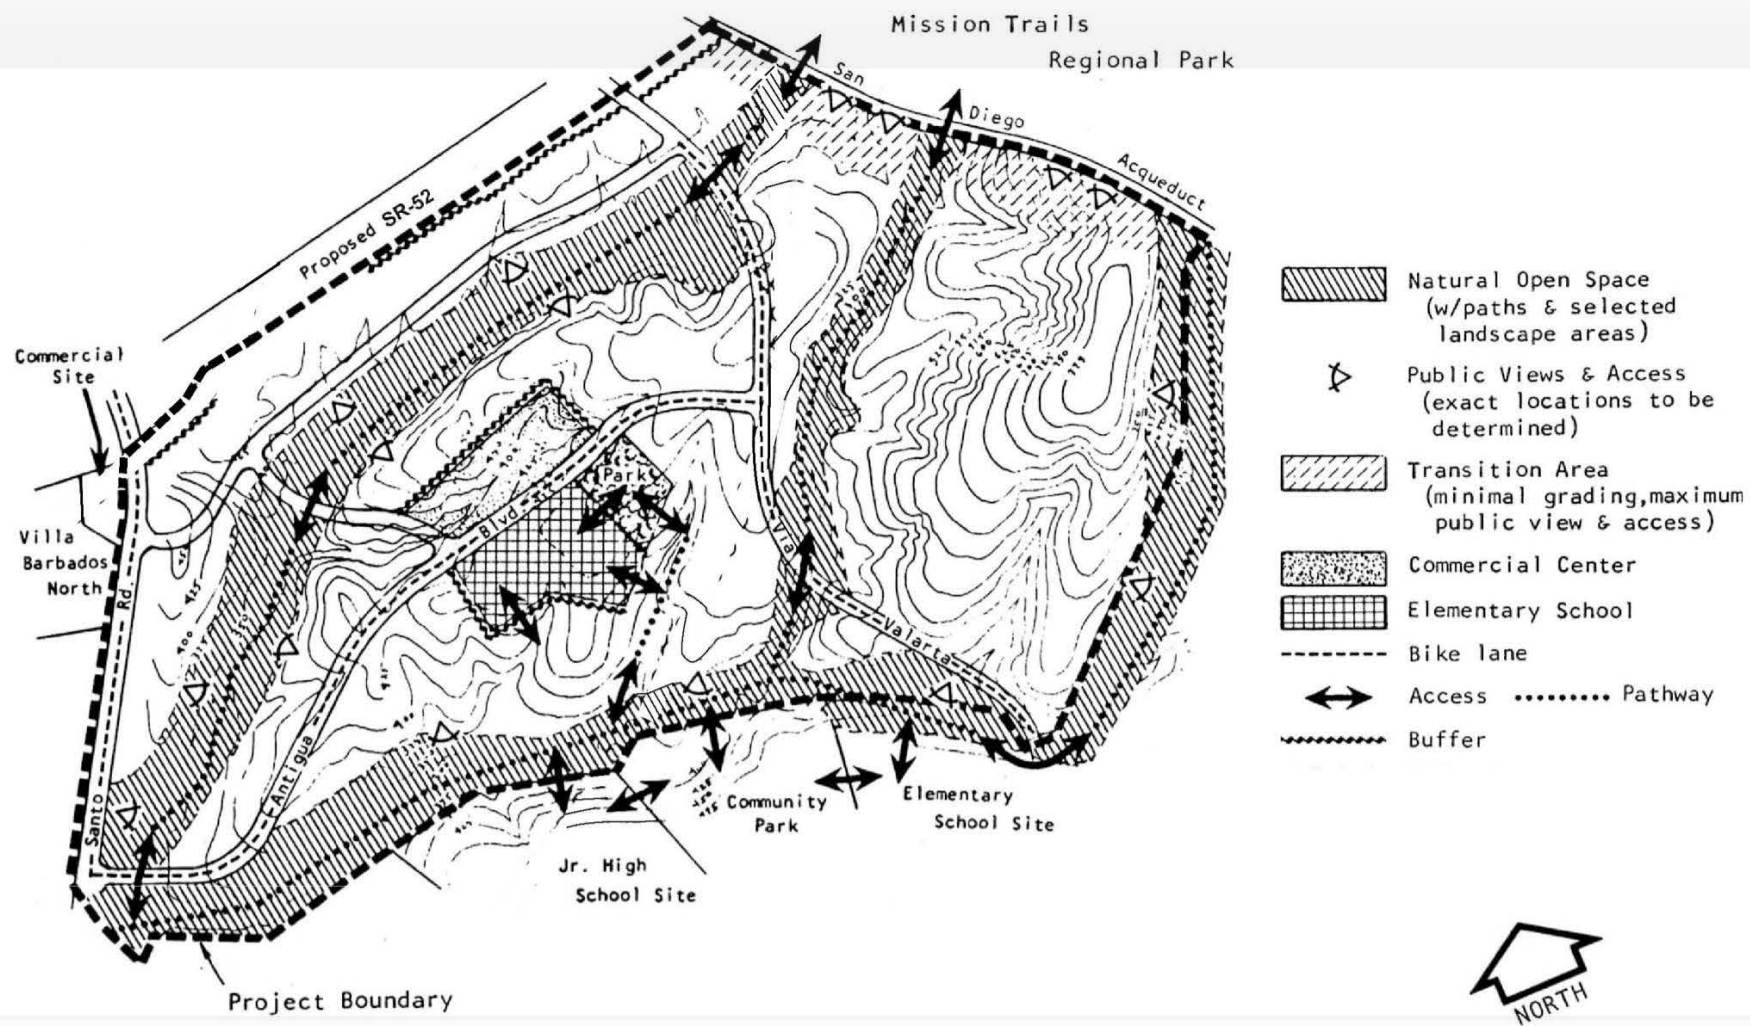 Mission Trails
Regional Park
San
Diego
Acqueduct
Proposed SR-52
Commercial
Site
Villa
Barbados
North
Rd.
Santo
Antigua
Blvd.
Park
Via
Valarta
Community
Park
Elementary
School Site
Jr. High
School Site
Project Boundary
Natural Open Space
(w/paths & selected
landscape areas)
Public Views & Access
(exact locations to be
determined)
Transition Area
(minimal grading,maximum
public view & access)
Commercial Center
Elementary School
Bike lane
Access
Pathway
Buffer
NORTH